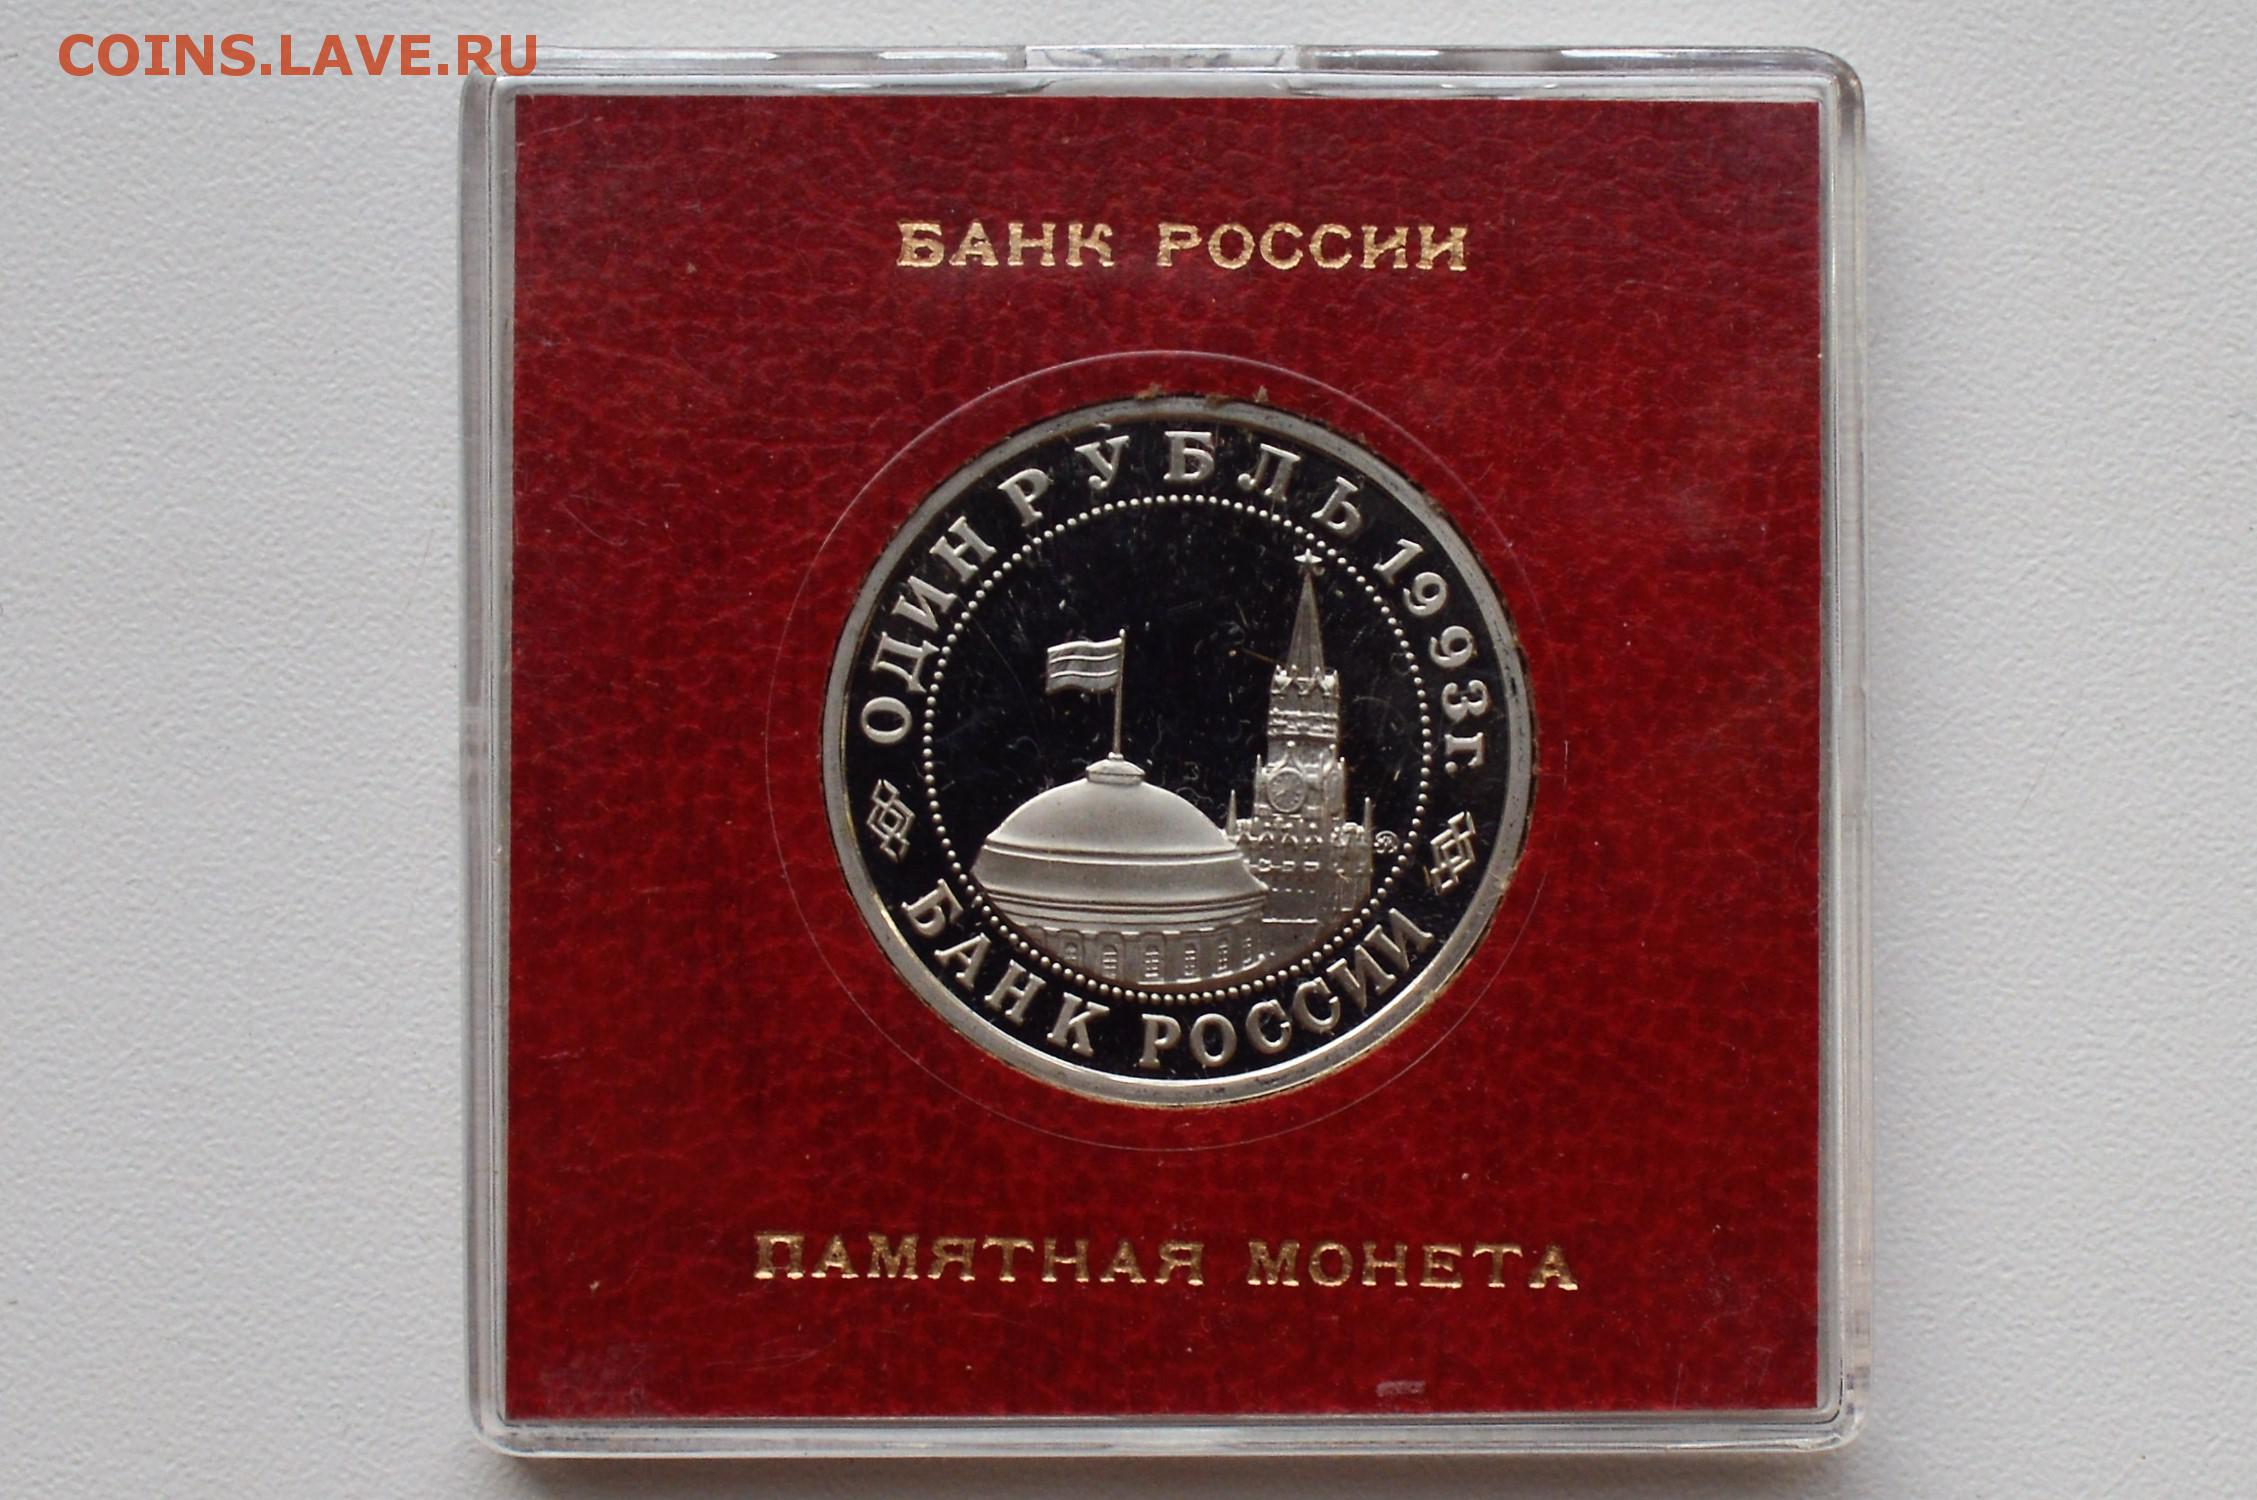 COINS.LAVE.RU
БАНК РОССИИ
ОДИН РУБЛЬ 1993г.
БАНК РОССИИ
ПАМЯТНАЯ МОНЕТА